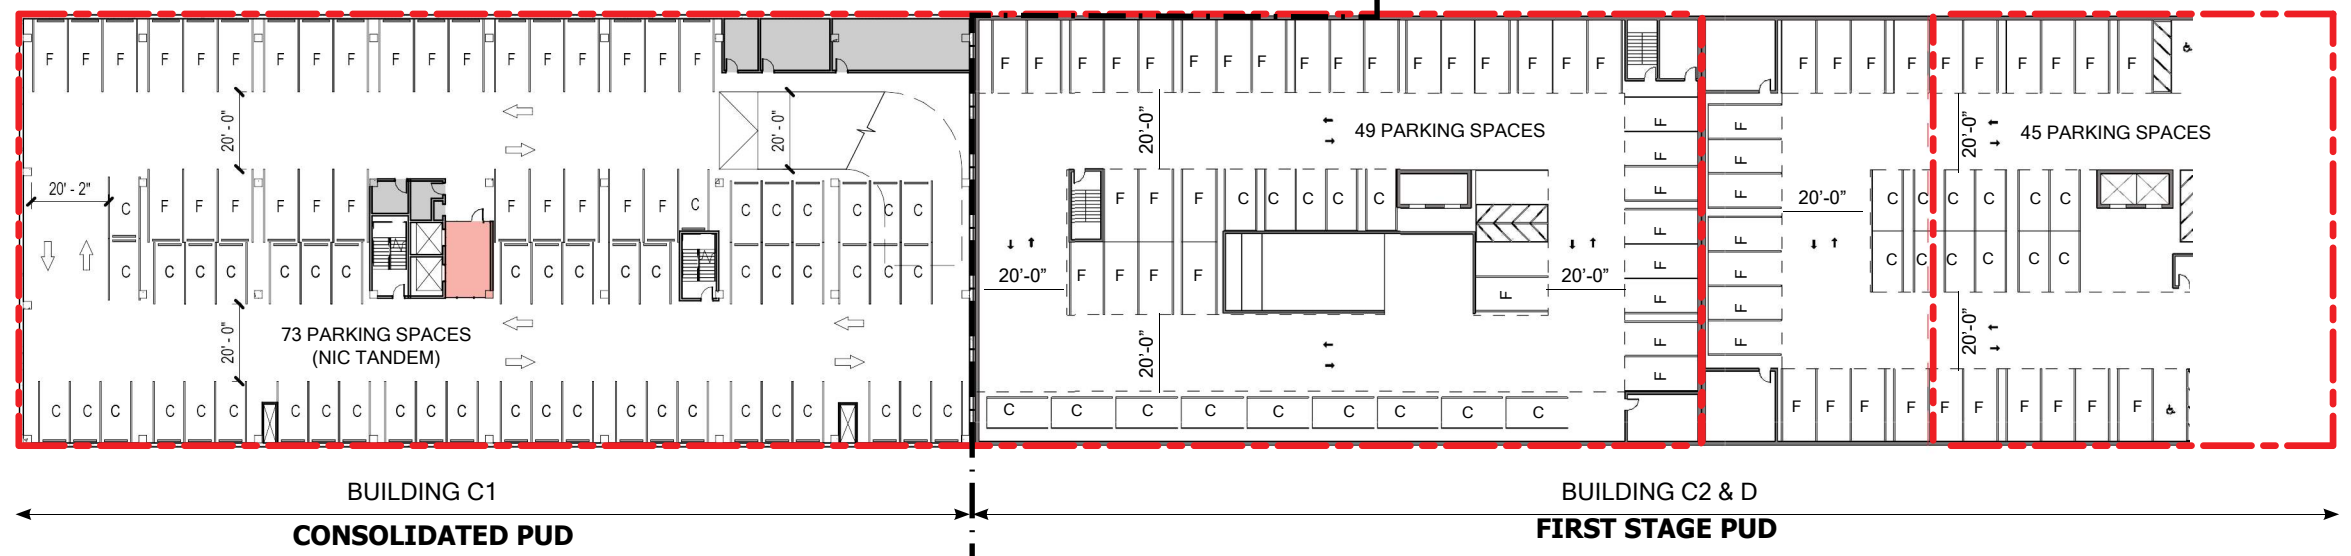 F F F F F F F F F F F F F F F F F F
F F F F F F F F F F F F F F F F F
F F F F F F F F F F
20' - 0"
20' - 0"
20'-0"
49 PARKING SPACES
20'-0"
45 PARKING SPACES
F F F F F F F F
F F F F F F F
20' - 2"
C F F F F F F F F F F F C C C C C C C
F F F C C C C C
20'-0"
C C C C C C
C C C C C C C C C C C C C C C C C C
20'-0"
F F F F
F
20'-0"
C C C C C C
20' - 0"
73 PARKING SPACES
(NIC TANDEM)
20'-0"
20'-0"
C C C C C C C C C C C C C C C C C C C C C C C C
C C C C C C C C C
F F F F F F F F F F
BUILDING C1
BUILDING C2 & D
CONSOLIDATED PUD
FIRST STAGE PUD